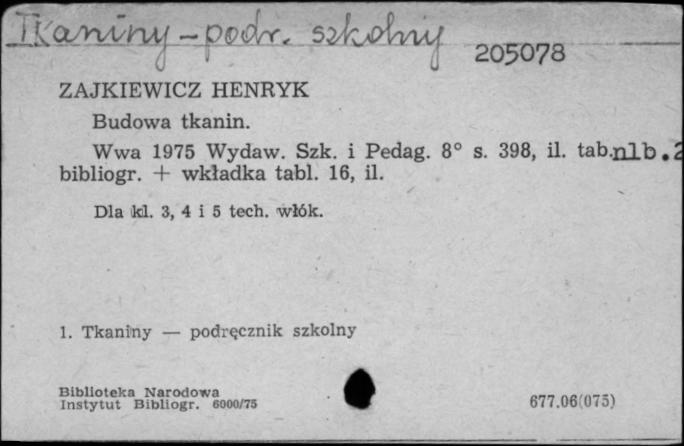 Tkaniny - podr. szkolny
205078
ZAJKIEWICZ HENRYK
Budowa tkanin.
Wwa 1975 Wydaw. Szk. i Pedag. 8° s. 398, il. tab.nlb.2
bibliogr. + wkładka tabl. 16, il.
Dla kl. 3, 4 i 5 tech. włók.
1. Tkaniny — podręcznik szkolny
Biblioteka Narodowa
Instytut Bibliogr. 6000/75
677.06(075)